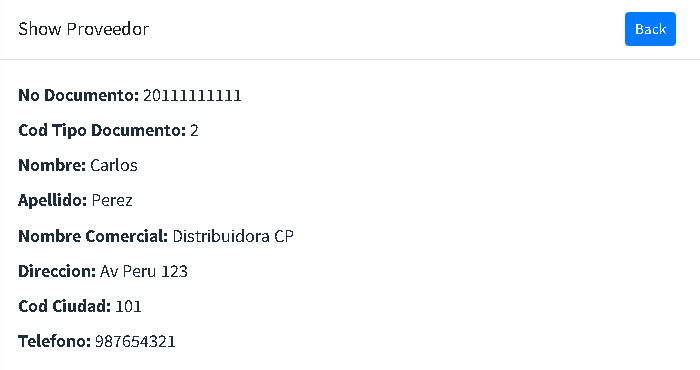 Show Proveedor
Back
No Documento: 20111111111
Cod Tipo Documento: 2
Nombre: Carlos
Apellido: Perez
Nombre Comercial: Distribuidora CP
Direccion: Av Peru 123
Cod Ciudad: 101
Telefono: 987654321